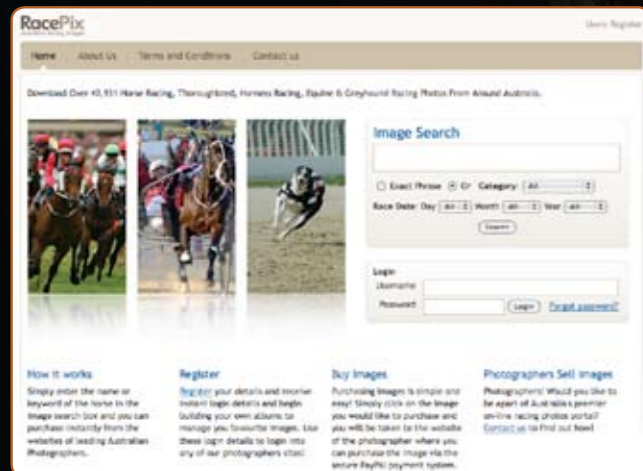 RacePix
Users: Register
Home About Us Terms and Conditions Contact us
Download Over Horse Racing, Thoroughbred, Harness Racing, Equine & Greyhound Racing Photos From Around Australia.
Image Search
Exact Phrase Or Category: All
Race Date: Day All Month All Year All
Search
Login
Username
Password Login Forgot password?
How it works
Simply enter the name or
keyword of the horse in the
image search box and you can
purchase instantly from the
websites of leading Australian
Photographers.
Register
Register your details and receive
instant login details and begin
building your own albums to
manage you favourite images. Use
these login details to login into
any of our photographers sites!
Buy Images
Purchasing images is simple and
easy! Simply click on the image
you would like to purchase and
you will be taken to the website
of the photographer where you
can purchase the image via the
secure PayPal payment system.
Photographers Sell Images
Photographers! Would you like to
be apart of Australia's premier
on-line racing photos portal?
Contact us to find out how!